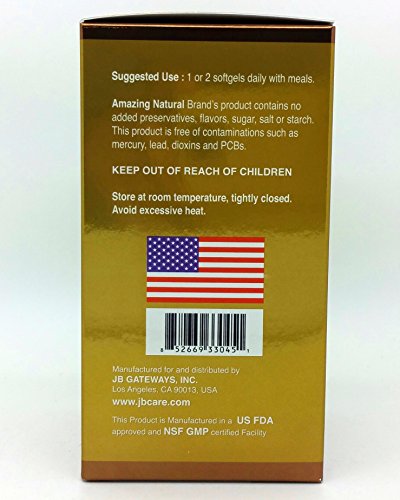 Suggested Use : 1 or 2 softgels daily with meals.
Amazing Natural Brand's product contains no
added preservatives, flavors, sugar, salt or starch.
This product is free of contaminations such as
mercury, lead, dioxins and PCBs.
KEEP OUT OF REACH OF CHILDREN
Store at room temperature, tightly closed.
Avoid excessive heat.
8 52669 33045 1
Manufactured for and distributed by
JB GATEWAYS, INC.
Los Angeles, CA 90013, USA
www.jbcare.com
This Product is Manufactured in a US FDA
approved and NSF GMP certified Facility